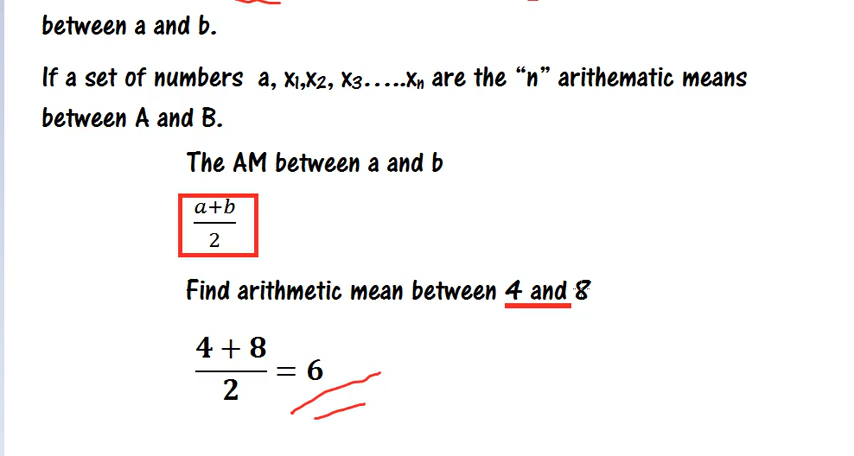 between a and b.
If a set of numbers a, x₁,x₂, x₃.....xₙ are the “n” arithematic means
between A and B.
The AM between a and b
a+b
2
Find arithmetic mean between 4 and 8
4 + 8
2
= 6